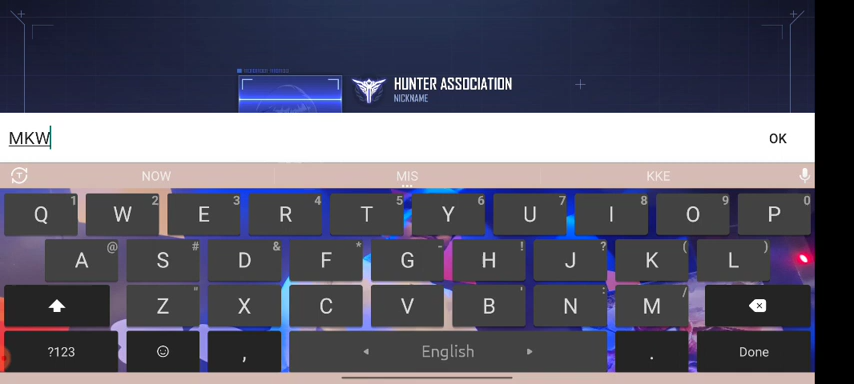 HUNTER ASSOCIATION
NICKNAME
MKW
OK
NOW MIS KKE
1 2 3 4 5 6 7 8 9 0
Q W E R T Y U I O P
@ # & * - ! ? ( )
A S D F G H J K L
" ' : /
Z X C V B N M
?123 , English . Done